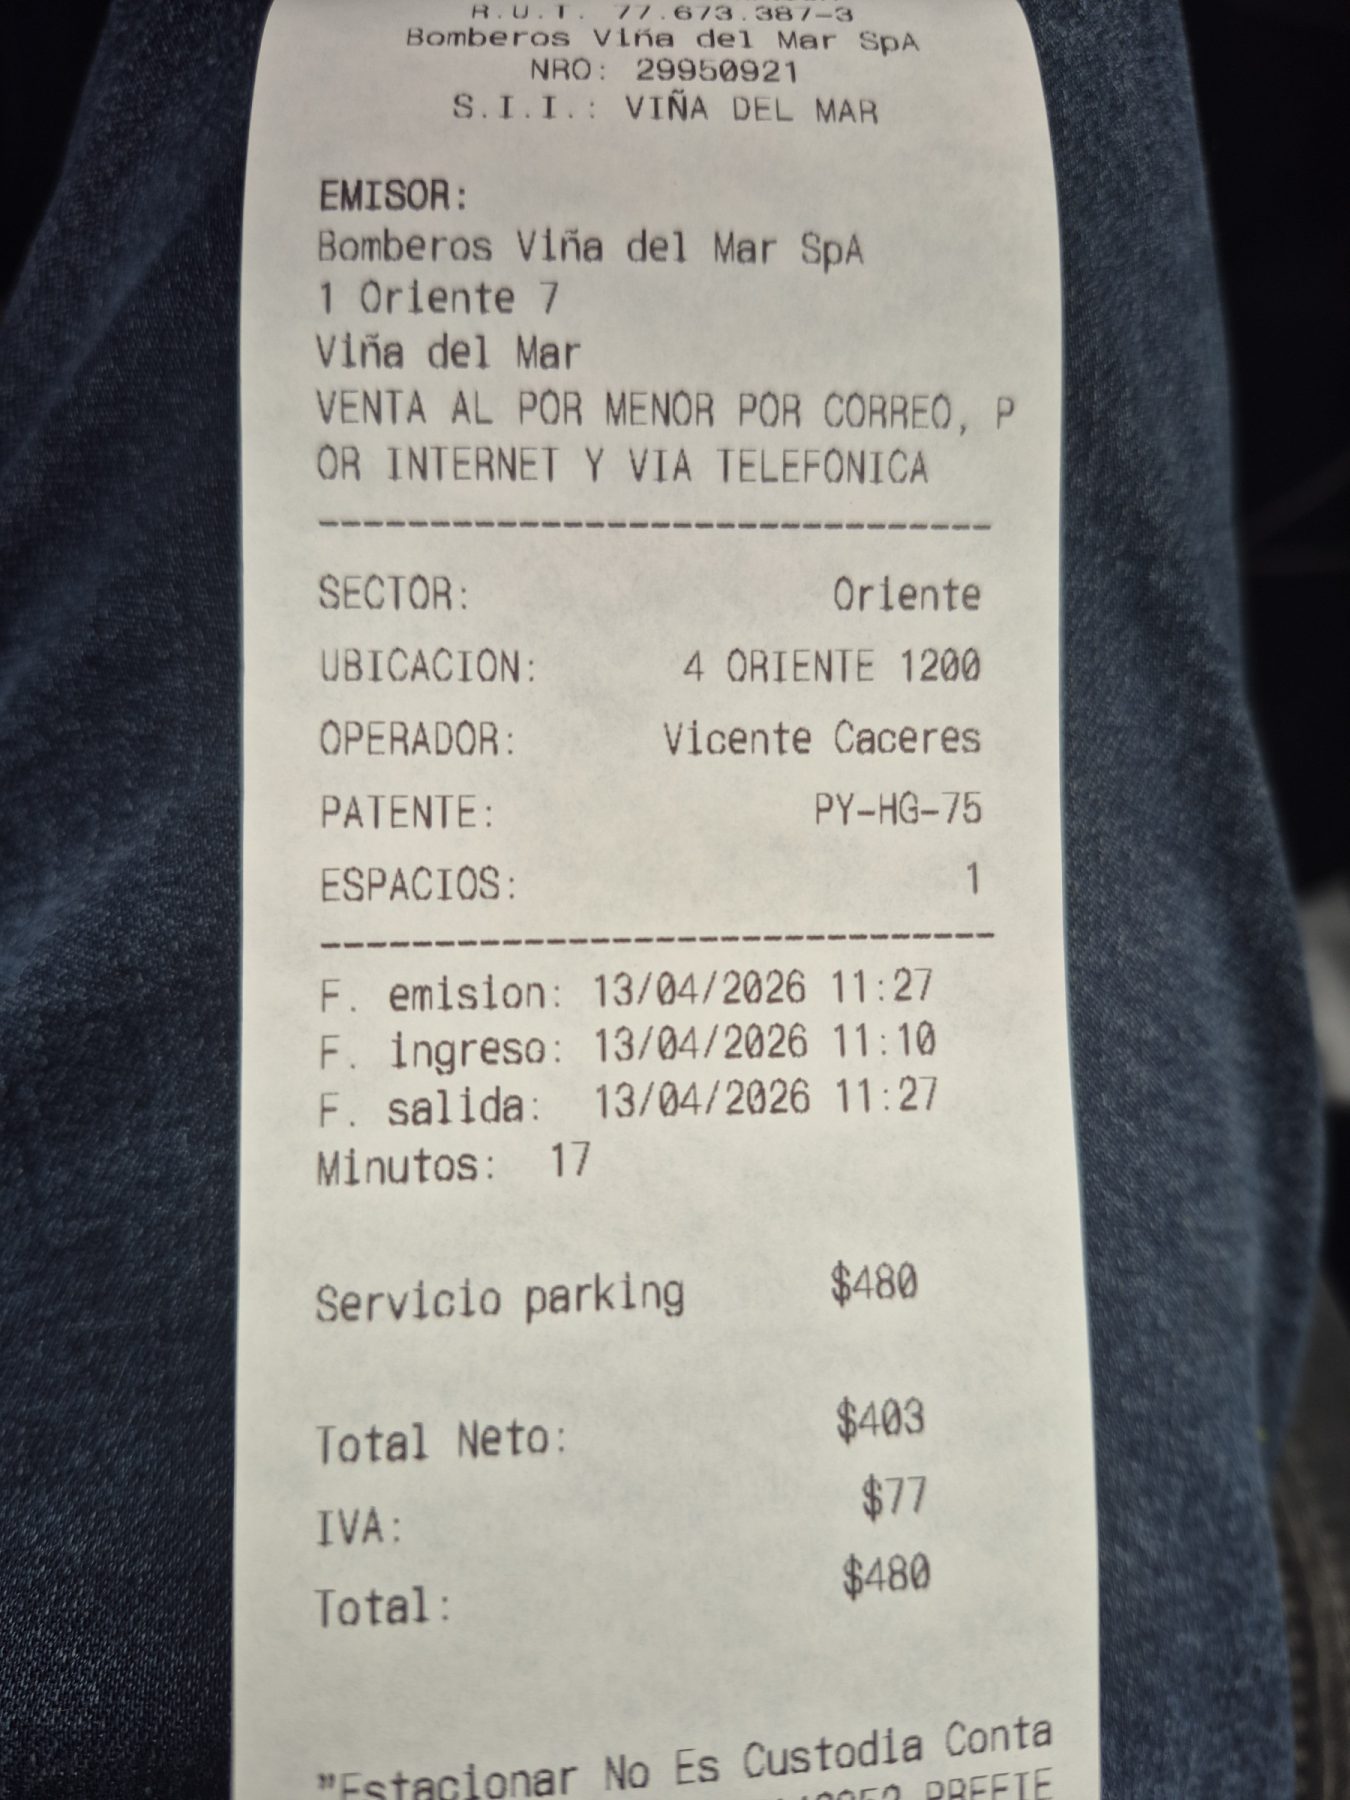 R.U.T. 77.673.387-3
Bomberos Viña del Mar SpA
NRO: 29950921
S.I.I.: VIÑA DEL MAR
EMISOR:
Bomberos Viña del Mar SpA
1 Oriente 7
Viña del Mar
VENTA AL POR MENOR POR CORREO, P
OR INTERNET Y VIA TELEFONICA
--------------------------------
SECTOR: Oriente
UBICACION: 4 ORIENTE 1200
OPERADOR: Vicente Caceres
PATENTE: PY-HG-75
ESPACIOS: 1
--------------------------------
F. emision: 13/04/2026 11:27
F. ingreso: 13/04/2026 11:10
F. salida: 13/04/2026 11:27
Minutos: 17
Servicio parking $480
Total Neto: $403
IVA: $77
Total: $480
"Estacionar No Es Custodia Conta
PREFIE